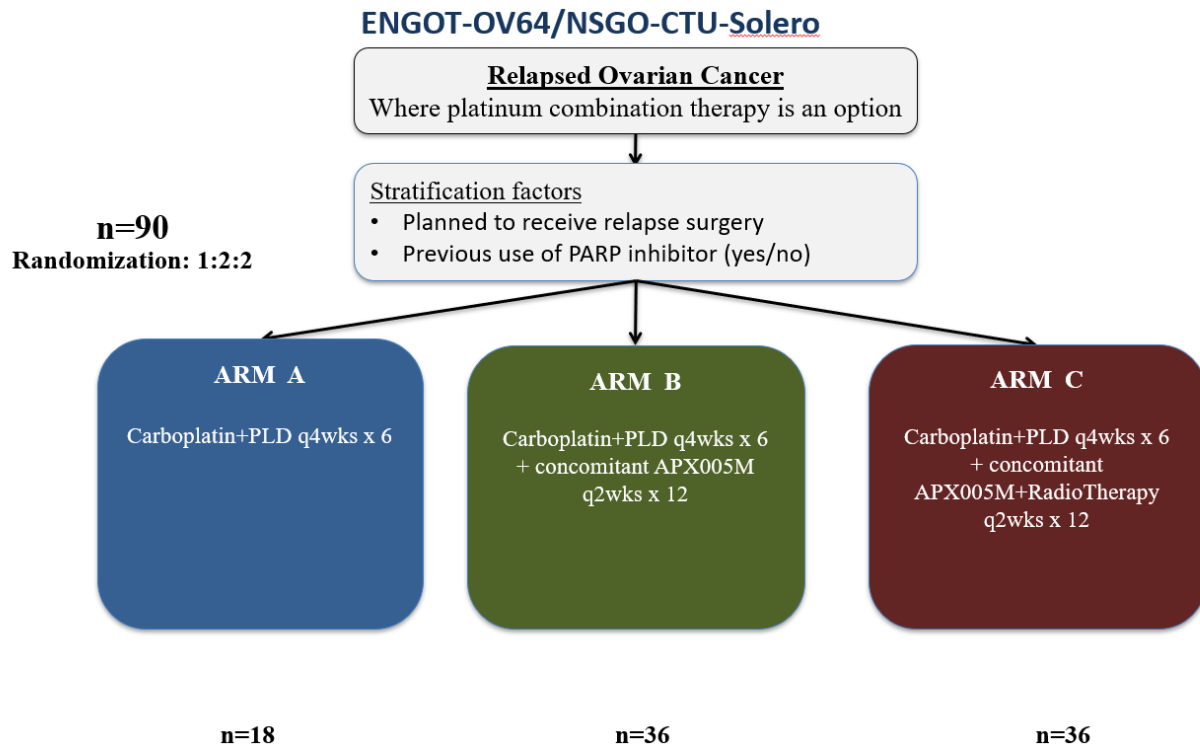 ENGOT-OV64/NSGO-CTU-Solero
Relapsed Ovarian Cancer
Where platinum combination therapy is an option
Stratification factors
• Planned to receive relapse surgery
• Previous use of PARP inhibitor (yes/no)
n=90
Randomization: 1:2:2
ARM A
Carboplatin+PLD q4wks x 6
ARM B
Carboplatin+PLD q4wks x 6
+ concomitant APX005M
q2wks x 12
ARM C
Carboplatin+PLD q4wks x 6
+ concomitant
APX005M+RadioTherapy
q2wks x 12
n=18
n=36
n=36